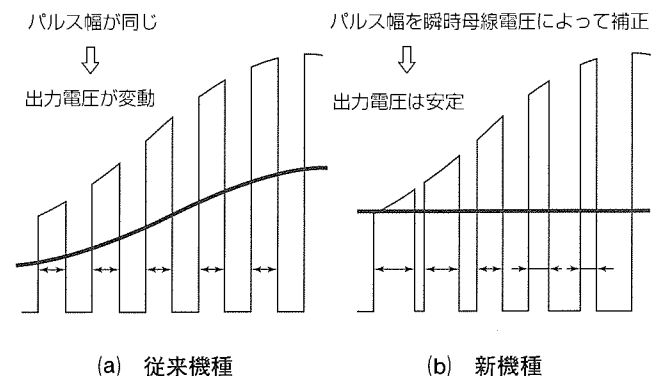 パルス幅が同じ
出力電圧が変動
パルス幅を瞬時母線電圧によって補正
出力電圧は安定
(a) 従来機種
(b) 新機種